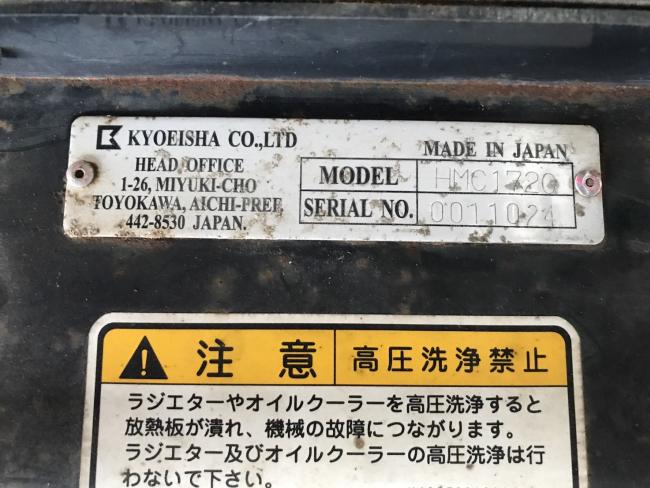 KYOEISHA CO.,LTD
HEAD OFFICE
1-26, MIYUKI-CHO
TOYOKAWA, AICHI-PREF
442-8530 JAPAN.
MADE IN JAPAN
MODEL HMC1720
SERIAL NO. 0011024
注意 高圧洗浄禁止
ラジエターやオイルクーラーを高圧洗浄すると
放熱板が潰れ、機械の故障につながります。
ラジエター及びオイルクーラーの高圧洗浄は行
わないで下さい。